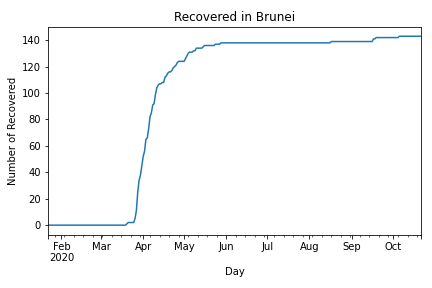 Recovered in Brunei
Number of Recovered
140
120
100
80
60
40
20
0
Feb Mar Apr May Jun Jul Aug Sep Oct
2020
Day